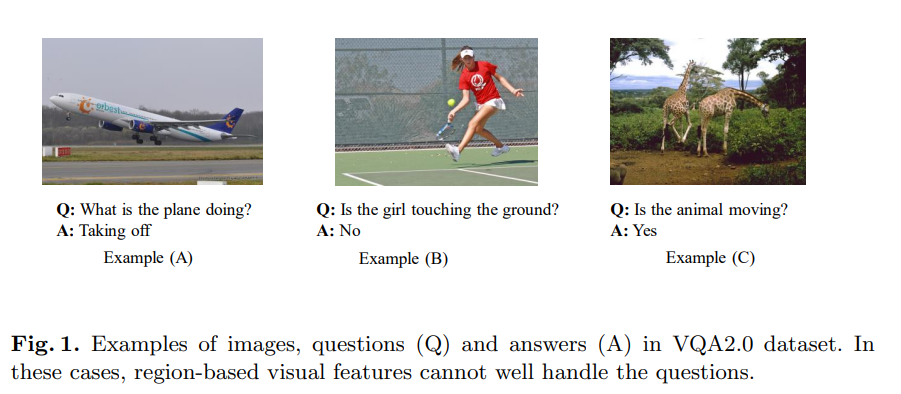 orbest
Q: What is the plane doing?
A: Taking off
Example (A)
Q: Is the girl touching the ground?
A: No
Example (B)
Q: Is the animal moving?
A: Yes
Example (C)
Fig. 1. Examples of images, questions (Q) and answers (A) in VQA2.0 dataset. In
these cases, region-based visual features cannot well handle the questions.